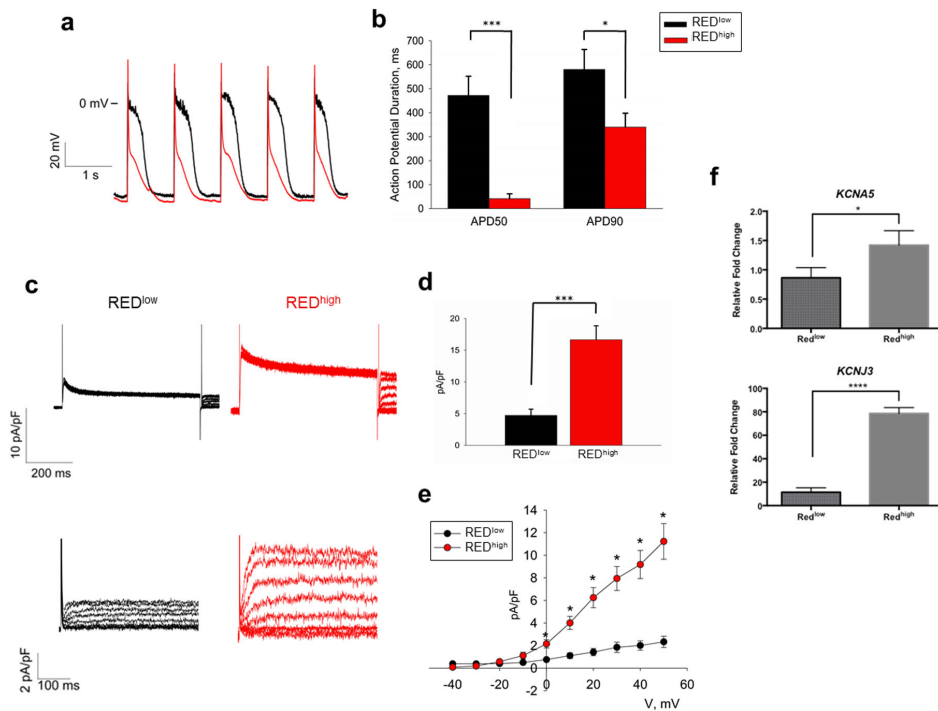 a
0 mV
20 mV
1 s
b
RED^low
RED^high
***
*
Action Potential Duration, ms
800
700
600
500
400
300
200
100
0
APD50
APD90
c
RED^low
RED^high
10 pA/pF
200 ms
2 pA/pF
100 ms
d
***
pA/pF
20
15
10
5
0
RED^low
RED^high
e
RED^low
RED^high
pA/pF
14
12
10
8
6
4
2
0
-2
* * * * * *
-40
-20
0
20
40
60
V, mV
f
KCNA5
*
Relative Fold Change
2.0
1.5
1.0
0.5
0.0
Red^low
Red^high
KCNJ3
****
Relative Fold Change
100
80
60
40
20
0
Red^low
Red^high